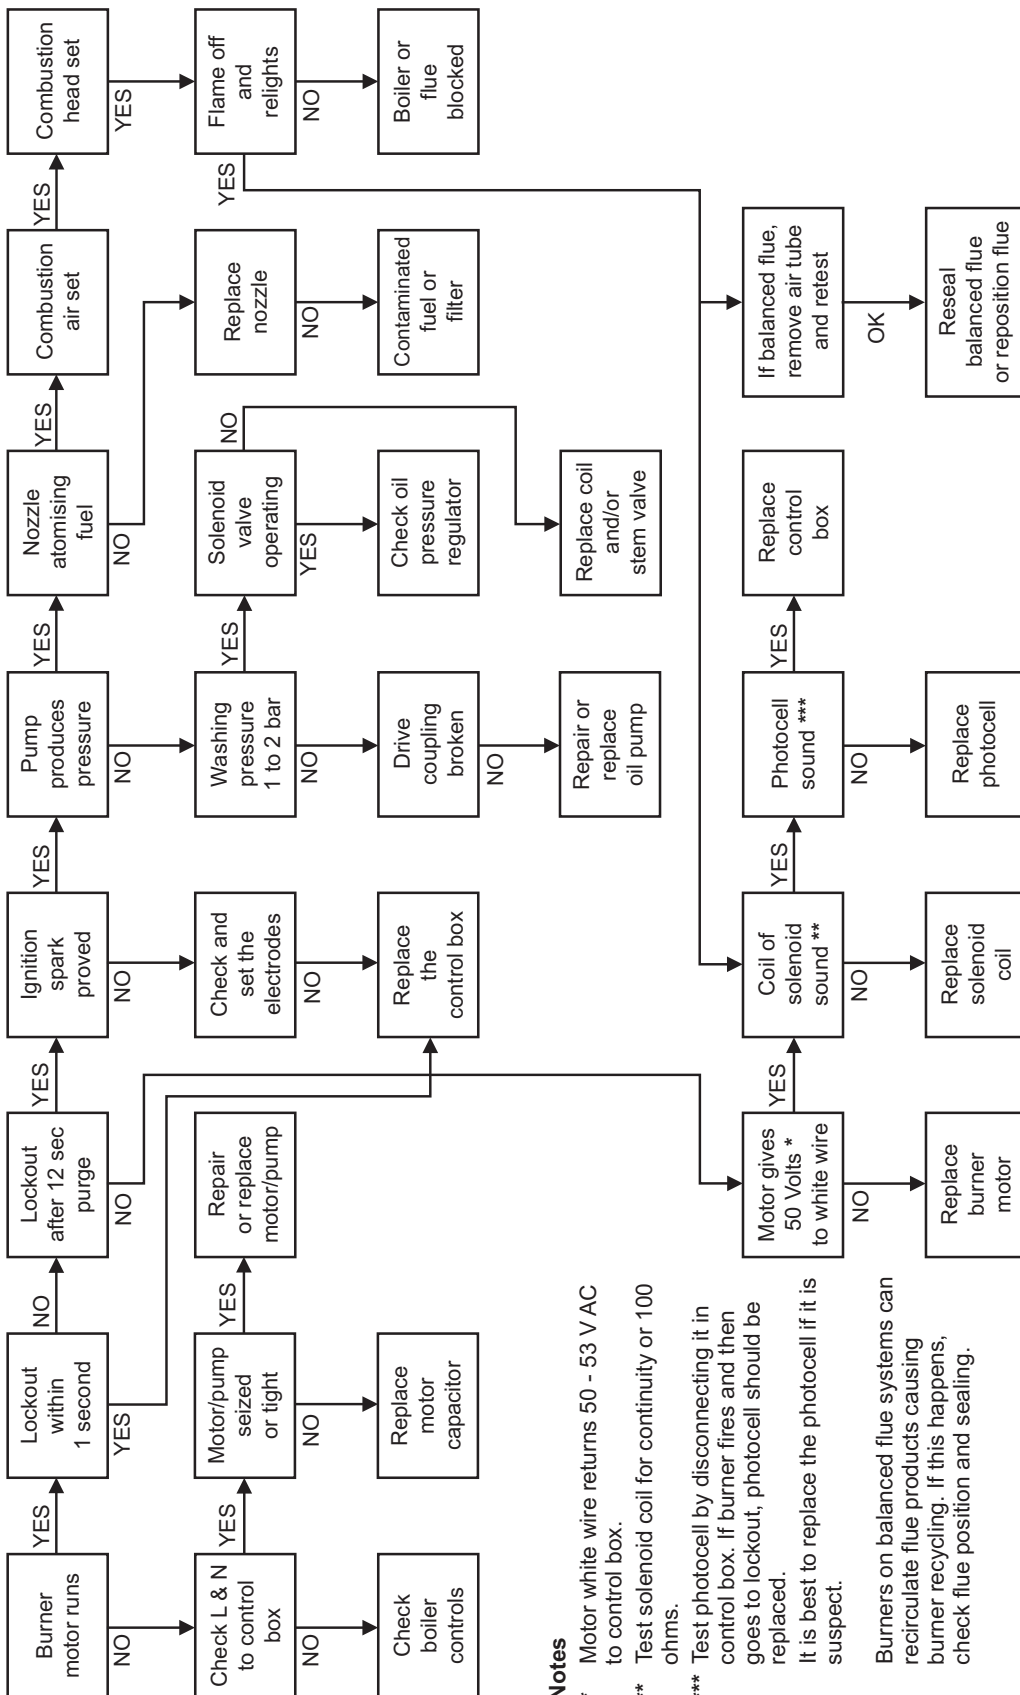 Burner
motor runs
YES
Lockout
within
1 second
NO
Lockout
after 12 sec
purge
YES
Ignition
spark
proved
YES
Pump
produces
pressure
YES
Nozzle
atomising
fuel
YES
Combustion
air set
YES
Combustion
head set
NO
YES
NO
NO
NO
NO
YES
Check L & N
to control
box
YES
Motor/pump
seized
or tight
YES
Repair
or replace
motor/pump
Check and
set the
electrodes
Washing
pressure
1 to 2 bar
YES
Solenoid
valve
operating
NO
Replace
nozzle
YES
Flame off
and
relights
NO
NO
NO
NO
YES
NO
NO
Check
boiler
controls
Replace
motor
capacitor
Replace
the
control box
Drive
coupling
broken
Check oil
pressure
regulator
Contaminated
fuel or
filter
Boiler or
flue
blocked
NO
Repair or
replace
oil pump
Replace coil
and/or
stem valve
Motor gives
50 Volts *
to white wire
YES
Coil of
solenoid
sound **
YES
Photocell
sound ***
YES
Replace
control
box
If balanced flue,
remove air tube
and retest
NO
NO
NO
OK
Replace
burner
motor
Replace
solenoid
coil
Replace
photocell
Reseal
balanced flue
or reposition flue
Notes
* Motor white wire returns 50 - 53 V AC
to control box.
** Test solenoid coil for continuity or 100
ohms.
*** Test photocell by disconnecting it in
control box. If burner fires and then
goes to lockout, photocell should be
replaced.
It is best to replace the photocell if it is
suspect.
Burners on balanced flue systems can
recirculate flue products causing
burner recycling. If this happens,
check flue position and sealing.